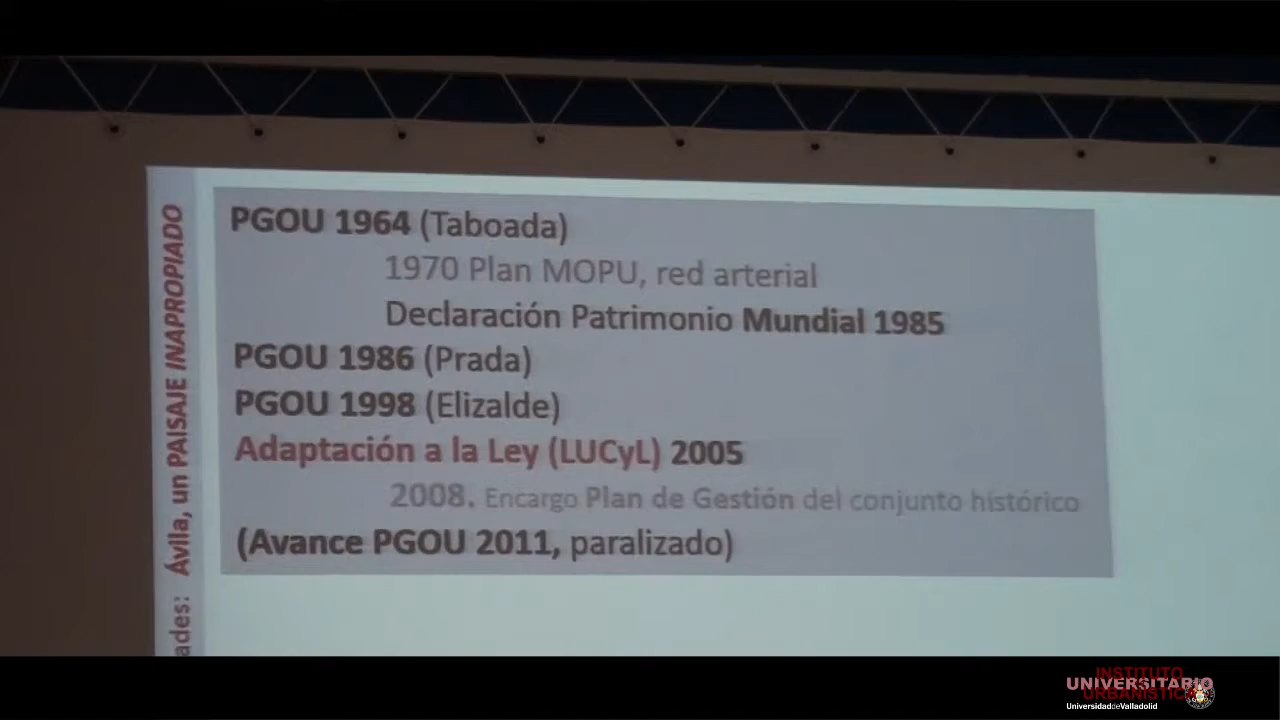 PGOU 1964 (Taboada)
1970 Plan MOPU, red arterial
Declaración Patrimonio Mundial 1985
PGOU 1986 (Prada)
PGOU 1998 (Elizalde)
Adaptación a la Ley (LUCyL) 2005
2008. Encargo Plan de Gestión del conjunto histórico
(Avance PGOU 2011, paralizado)
ades: Ávila, un PAISAJE INAPROPIADO
INSTITUTO
UNIVERSITARIO
URBANÍSTICA
UniversidaddeValladolid